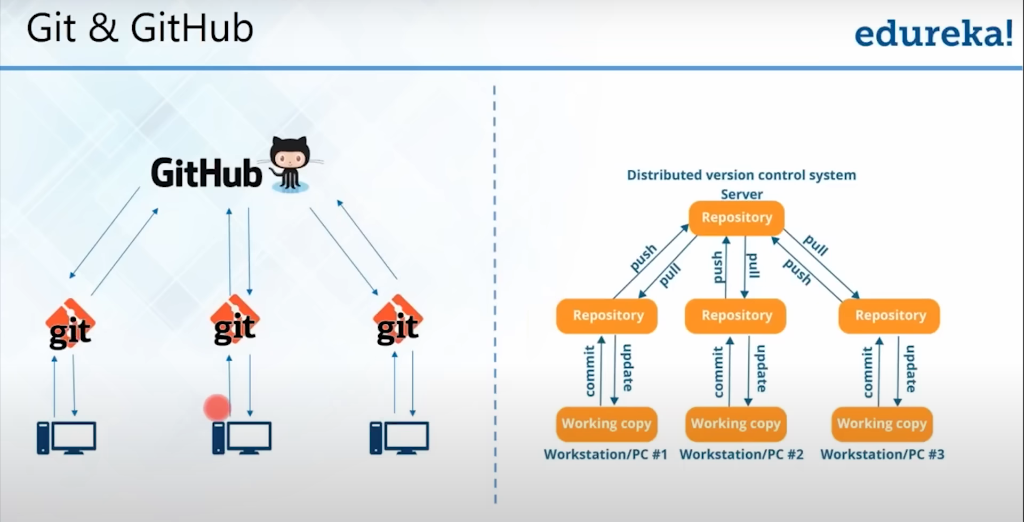 Git & GitHub
edureka!
GitHub
git
git
git
Distributed version control system
Server
Repository
push
pull
push
pull
push
pull
Repository
Repository
Repository
commit
update
commit
update
commit
update
Working copy
Working copy
Working copy
Workstation/PC #1
Workstation/PC #2
Workstation/PC #3